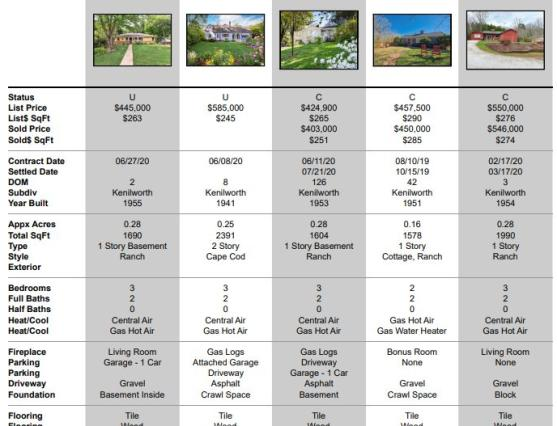 Status U U C C C
List Price $445,000 $585,000 $424,900 $457,500 $550,000
List$ SqFt $263 $245 $265 $290 $276
Sold Price $403,000 $450,000 $546,000
Sold$ SqFt $251 $285 $274
Contract Date 06/27/20 06/08/20 06/11/20 08/10/19 02/17/20
Settled Date 07/21/20 10/15/19 03/17/20
DOM 2 8 126 42 3
Subdiv Kenilworth Kenilworth Kenilworth Kenilworth Kenilworth
Year Built 1955 1941 1953 1951 1954
Appx Acres 0.28 0.25 0.28 0.16 0.28
Total SqFt 1690 2391 1604 1578 1990
Type 1 Story Basement 2 Story 1 Story Basement 1 Story 1 Story
Style Ranch Cape Cod Ranch Cottage, Ranch Ranch
Exterior
Bedrooms 3 3 3 2 3
Full Baths 2 2 2 2 2
Half Baths 0 0 0 0 0
Heat/Cool Central Air Central Air Central Air Gas Hot Air Central Air
Heat/Cool Gas Hot Air Gas Hot Air Gas Hot Air Gas Water Heater Gas Hot Air
Fireplace Living Room Gas Logs Gas Logs Bonus Room Living Room
Parking Garage - 1 Car Attached Garage Driveway None None
Parking Driveway Garage - 1 Car
Driveway Gravel Asphalt Asphalt Gravel Gravel
Foundation Basement Inside Crawl Space Basement Crawl Space Block
Flooring Tile Tile Tile Tile Tile